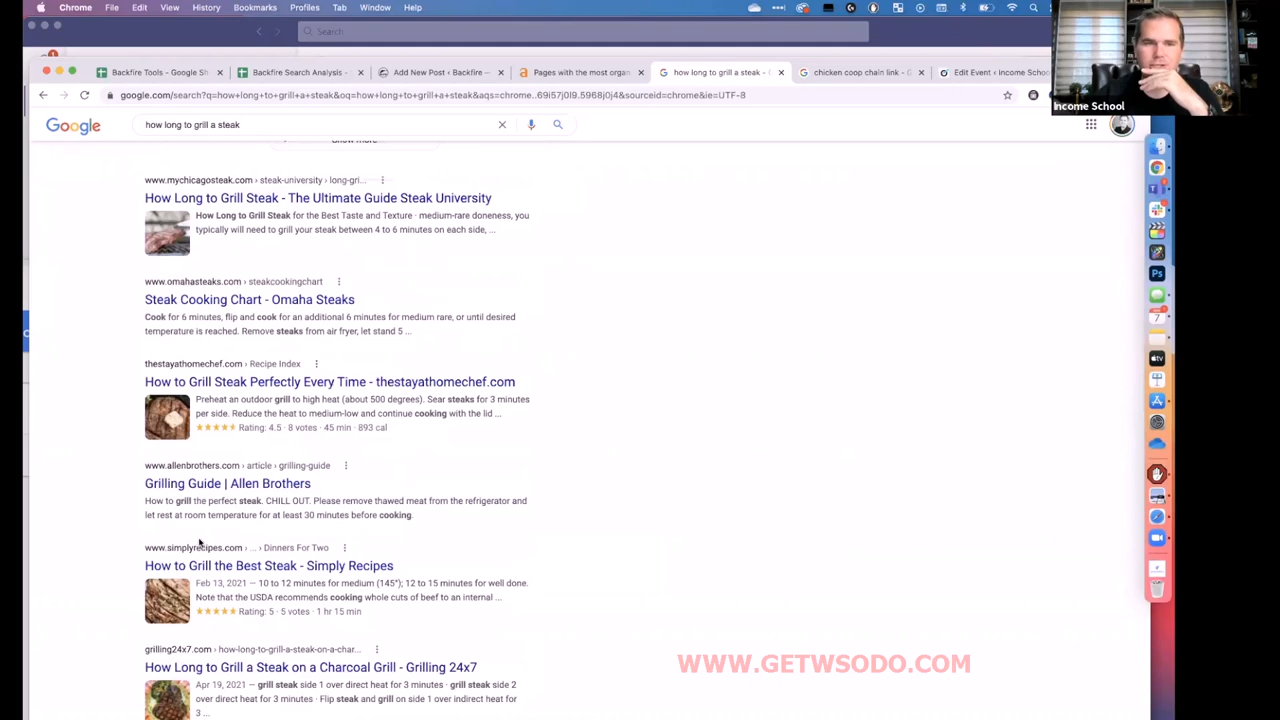 Chrome File Edit View History Bookmarks Profiles Tab Window Help
Search
Backfire Tools - Google Sh
Backfire Search Analysis -
Add New Post ‹ Backfire —
Pages with the most organ
how long to grill a steak -
chicken coop chain link -
Edit Event ‹ Income Scho
google.com/search?q=how+long+to+grill+a+steak&oq=how+long+to+grill+a+steak&aqs=chrome..69i57j0l9.5968j0j4&sourceid=chrome&ie=UTF-8
Income School
Google
how long to grill a steak
Show more
www.mychicagosteak.com › steak-university › long-gri...
How Long to Grill Steak - The Ultimate Guide Steak University
How Long to Grill Steak for the Best Taste and Texture · medium-rare doneness, you
typically will need to grill your steak between 4 to 6 minutes on each side, ...
www.omahasteaks.com › steakcookingchart
Steak Cooking Chart - Omaha Steaks
Cook for 6 minutes, flip and cook for an additional 6 minutes for medium rare, or until desired
temperature is reached. Remove steaks from air fryer, let stand 5 ...
thestayathomechef.com › Recipe Index
How to Grill Steak Perfectly Every Time - thestayathomechef.com
Preheat an outdoor grill to high heat (about 500 degrees). Sear steaks for 3 minutes
per side. Reduce the heat to medium-low and continue cooking with the lid ...
Rating: 4.5 · 8 votes · 45 min · 893 cal
www.allenbrothers.com › article › grilling-guide
Grilling Guide | Allen Brothers
How to grill the perfect steak. CHILL OUT. Please remove thawed meat from the refrigerator and
let rest at room temperature for at least 30 minutes before cooking.
www.simplyrecipes.com › ... › Dinners For Two
How to Grill the Best Steak - Simply Recipes
Feb 13, 2021 — 10 to 12 minutes for medium (145°); 12 to 15 minutes for well done.
Note that the USDA recommends cooking whole cuts of beef to an internal ...
Rating: 5 · 5 votes · 1 hr 15 min
grilling24x7.com › how-long-to-grill-a-steak-on-a-char...
How Long to Grill a Steak on a Charcoal Grill - Grilling 24x7
Apr 19, 2021 — grill steak side 1 over direct heat for 3 minutes · grill steak side 2
over direct heat for 3 minutes · Flip steak and grill on side 1 over indirect heat for
3 ...
WWW.GETWSODO.COM